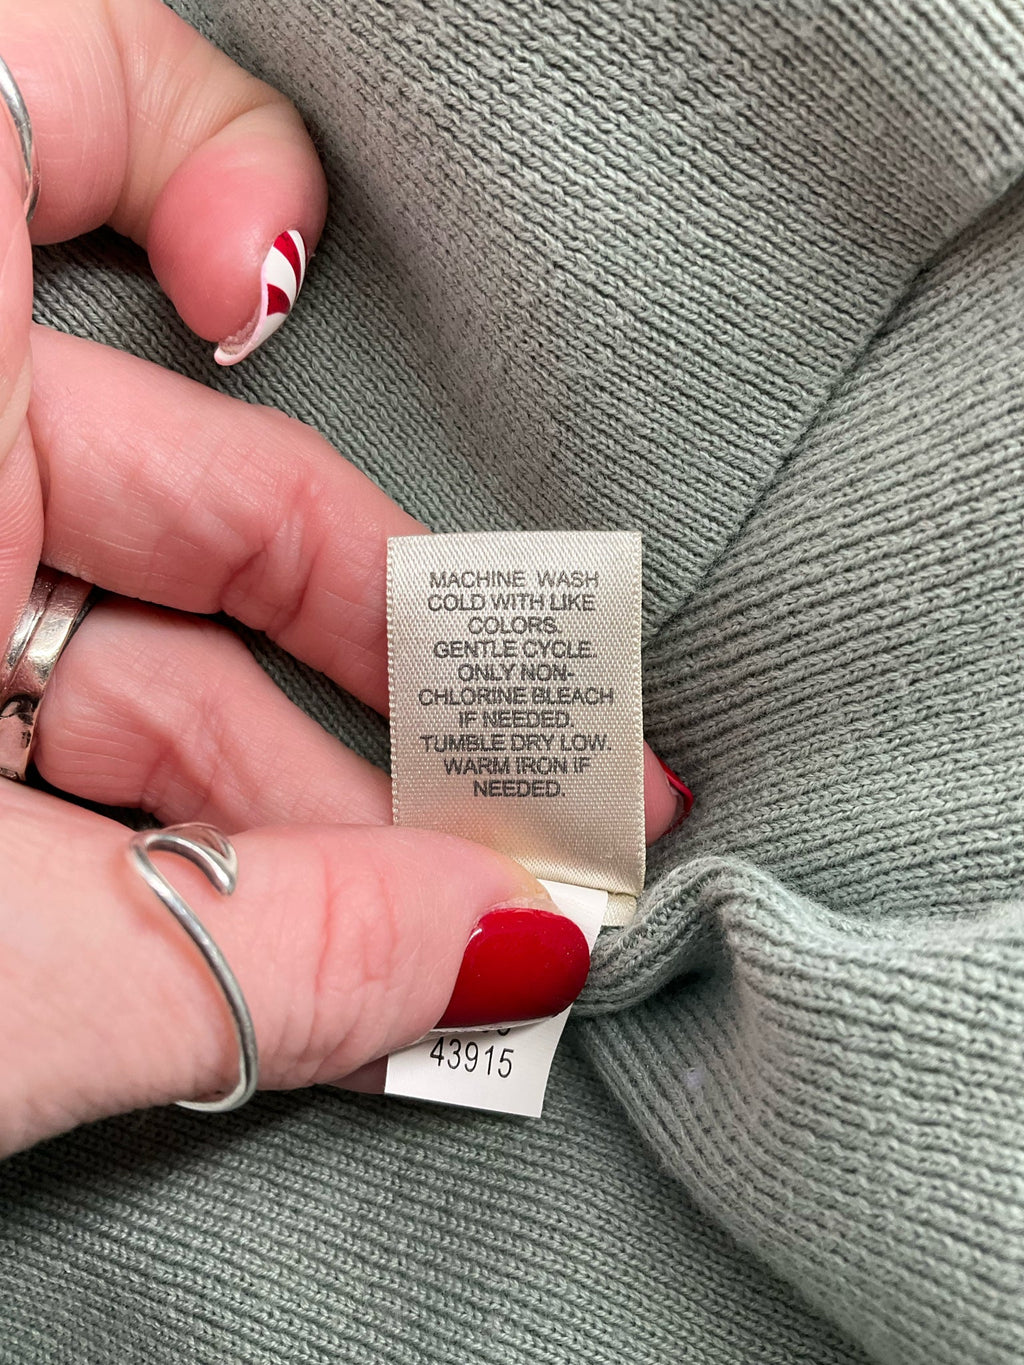 MACHINE WASH
COLD WITH LIKE
COLORS.
GENTLE CYCLE.
ONLY NON-
CHLORINE BLEACH
IF NEEDED.
TUMBLE DRY LOW.
WARM IRON IF
NEEDED.
43915